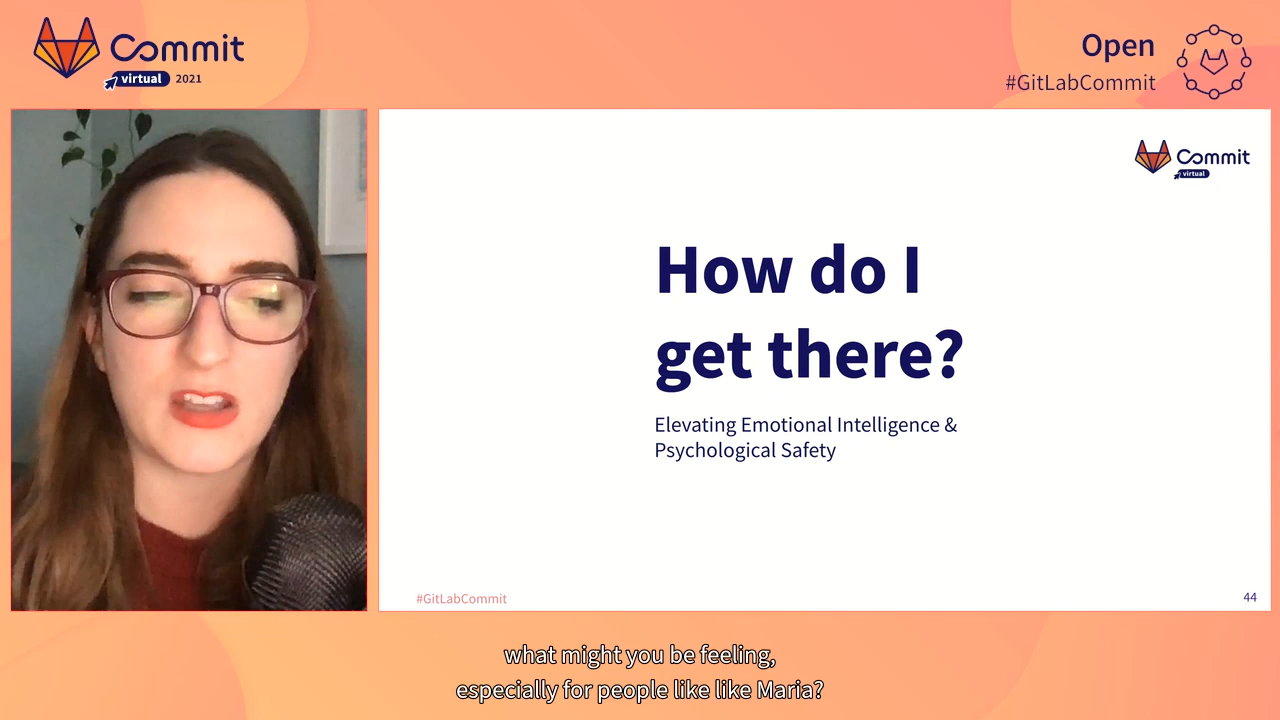 Commit
virtual 2021
Open
#GitLabCommit
Commit
virtual
How do I
get there?
Elevating Emotional Intelligence &
Psychological Safety
#GitLabCommit
44
what might you be feeling,
especially for people like like Maria?